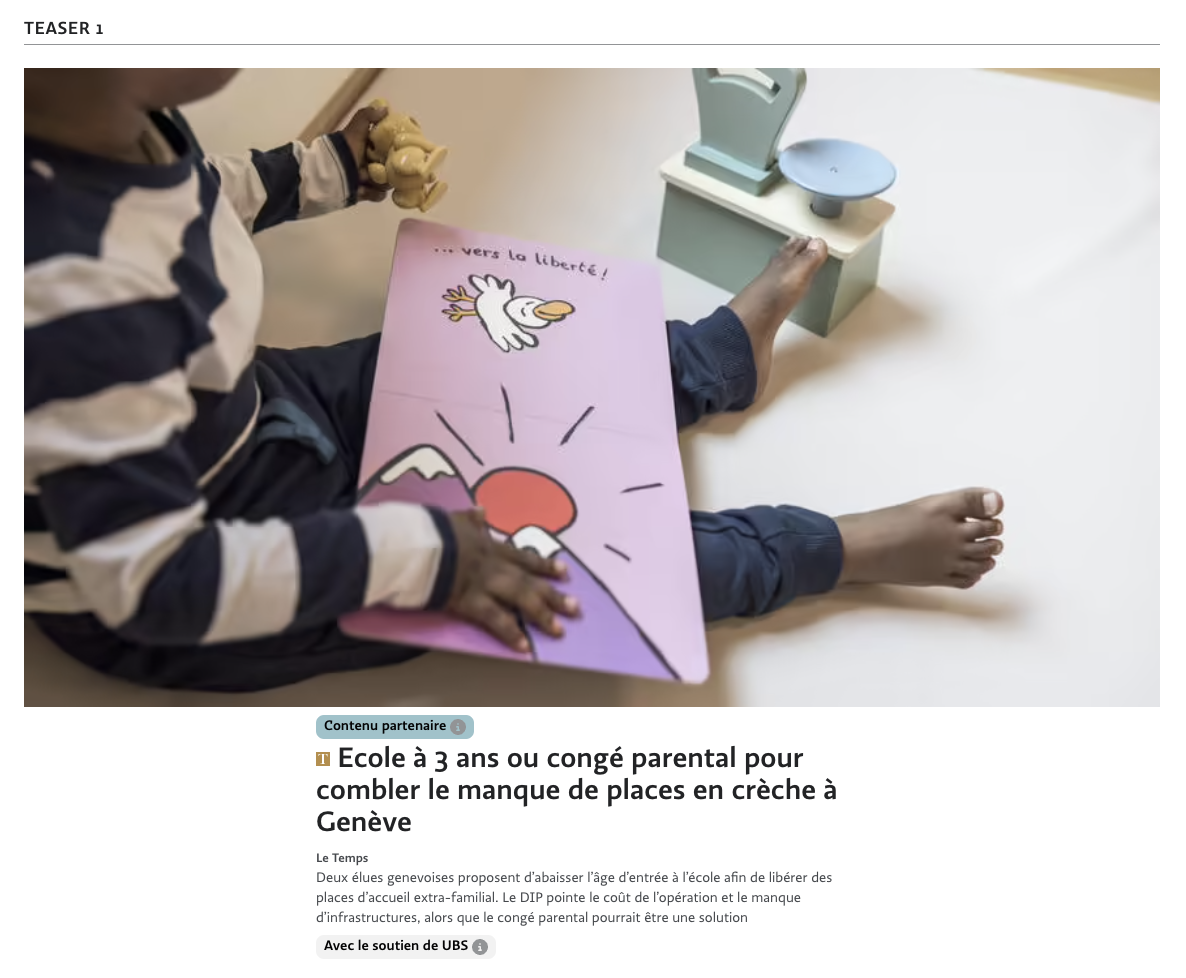 TEASER 1
... vers la liberté!
Contenu partenaire i
T Ecole à 3 ans ou congé parental pour
combler le manque de places en crèche à
Genève
Le Temps
Deux élues genevoises proposent d'abaisser l'âge d'entrée à l'école afin de libérer des
places d'accueil extra-familial. Le DIP pointe le coût de l'opération et le manque
d'infrastructures, alors que le congé parental pourrait être une solution
Avec le soutien de UBS i